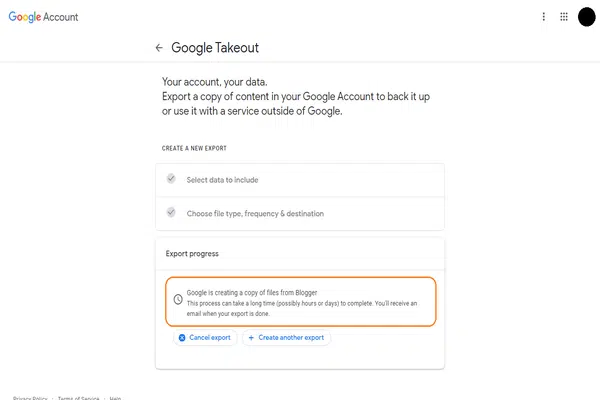 Google Account
Google Takeout
Your account, your data.
Export a copy of content in your Google Account to back it up
or use it with a service outside of Google.
CREATE A NEW EXPORT
Select data to include
Choose file type, frequency & destination
Export progress
Google is creating a copy of files from Blogger
This process can take a long time (possibly hours or days) to complete. You'll receive an
email when your export is done.
Cancel export
Create another export
Privacy Policy · Terms of Service · Help